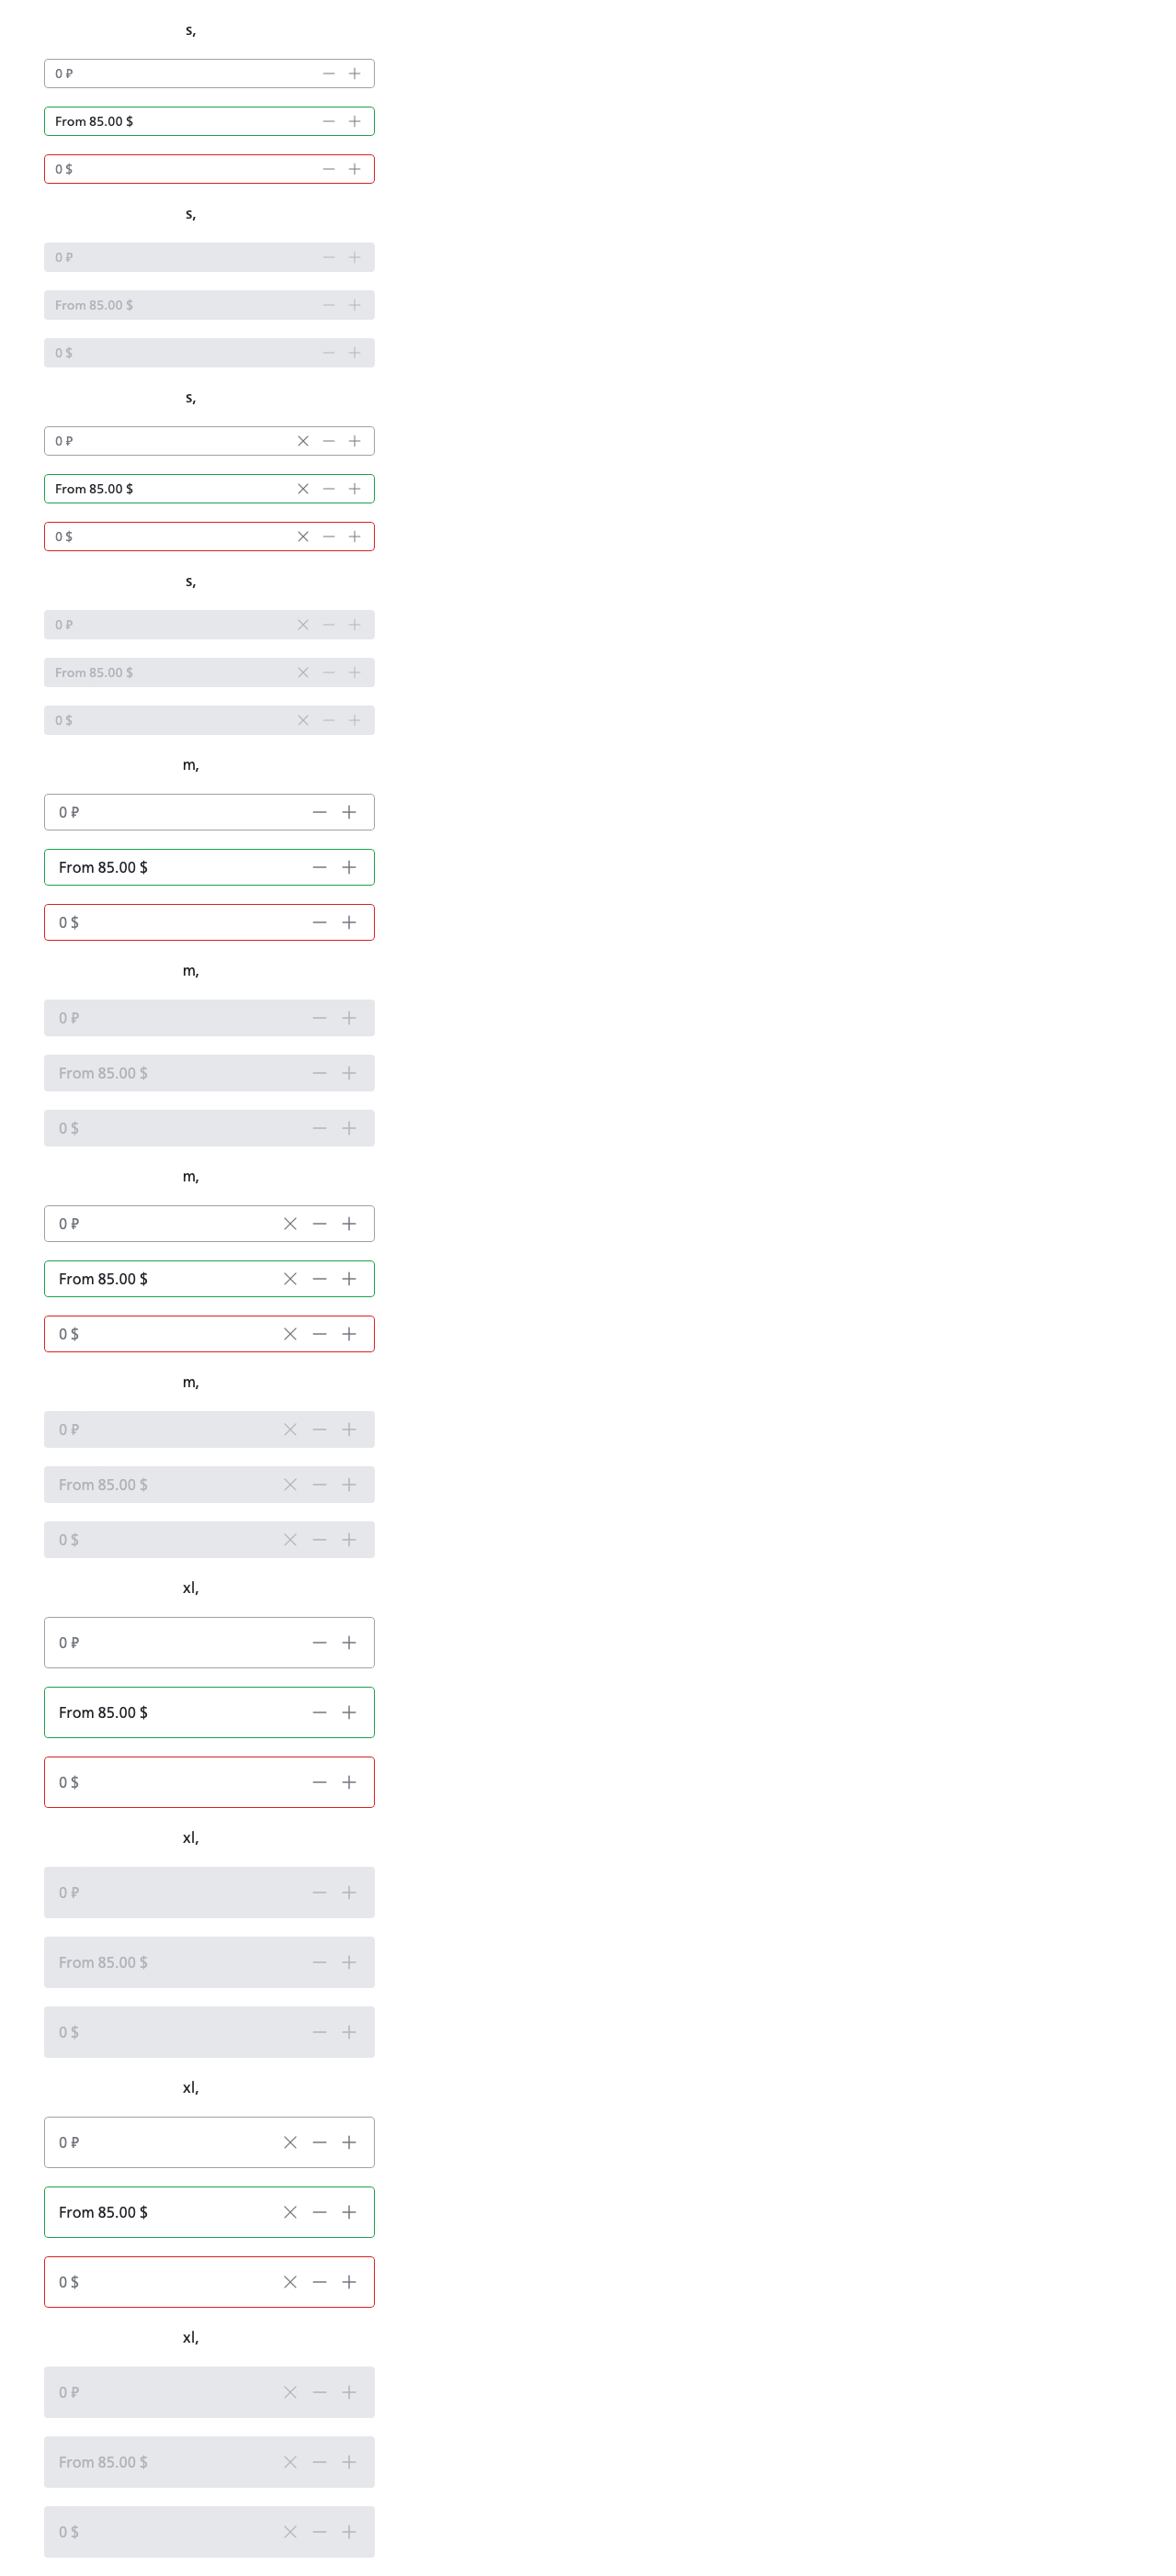 s,
0 ₽
From 85.00 $
0 $
s,
0 ₽
From 85.00 $
0 $
s,
0 ₽
From 85.00 $
0 $
s,
0 ₽
From 85.00 $
0 $
m,
0 ₽
From 85.00 $
0 $
m,
0 ₽
From 85.00 $
0 $
m,
0 ₽
From 85.00 $
0 $
m,
0 ₽
From 85.00 $
0 $
xl,
0 ₽
From 85.00 $
0 $
xl,
0 ₽
From 85.00 $
0 $
xl,
0 ₽
From 85.00 $
0 $
xl,
0 ₽
From 85.00 $
0 $